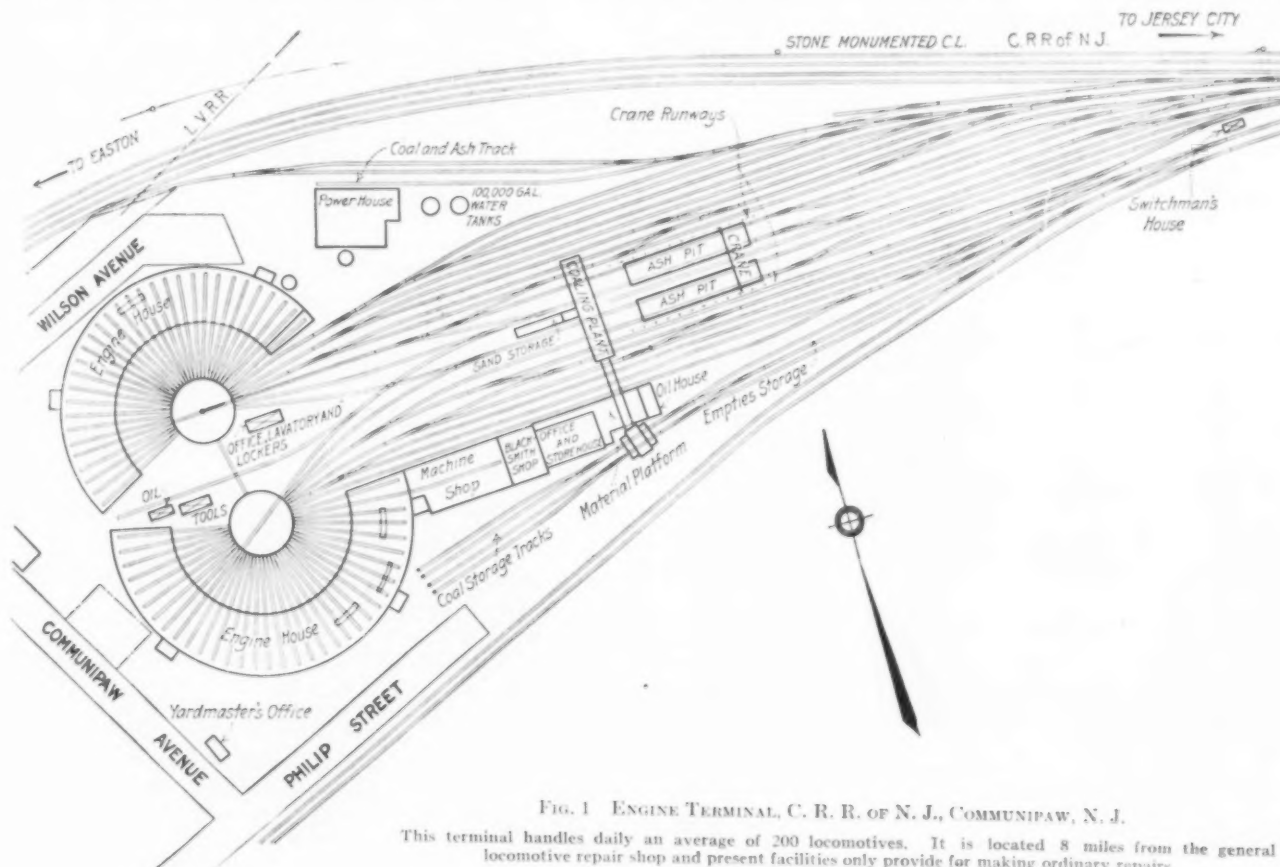 TO JERSEY CITY
STONE MONUMENTED C.L. C.R.R of N.J.
L.V.R.R
TO EASTON
Crane Runways
Coal and Ash Track
Power House
100,000 GAL.
WATER
TANKS
Switchman's
House
WILSON AVENUE
Engine House
COALING PLANT
ASH PIT
ASH PIT
CRANE
SAND STORAGE
OFFICE, LAVATORY AND
LOCKERS
Oil House
Empties Storage
OIL
TOOLS
Machine
Shop
BLACK
SMITH
SHOP
OFFICE
AND
STOREHOUSE
Material Platform
Coal Storage Tracks
Engine House
COMMUNIPAW
AVENUE
Yardmaster's Office
PHILIP STREET
FIG. 1 ENGINE TERMINAL, C. R. R. OF N. J., COMMUNIPAW, N. J.
This terminal handles daily an average of 200 locomotives. It is located 8 miles from the general
locomotive repair shop and present facilities only provide for making ordinary repairs